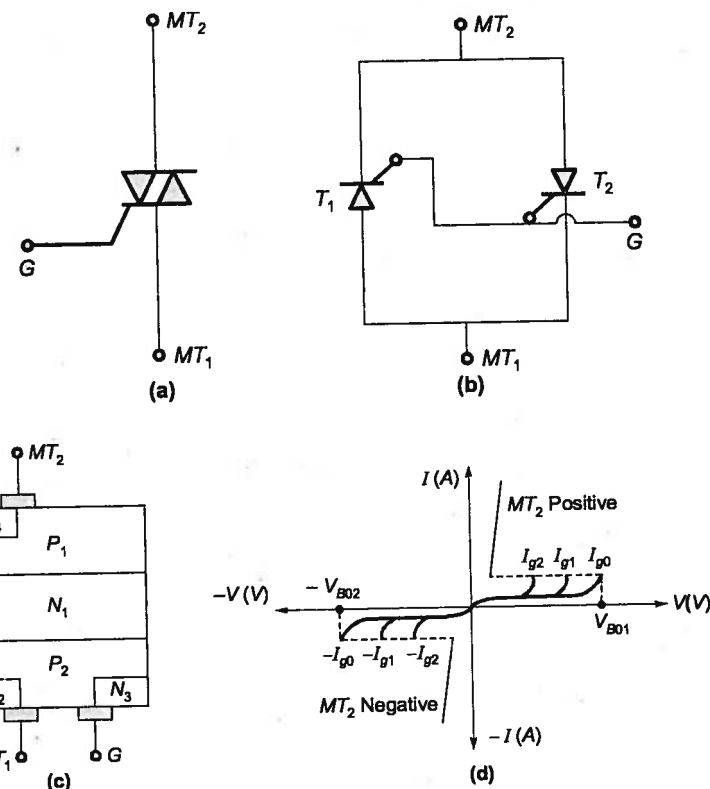 MT2
MT2
T1
T2
G
G
MT1
MT1
(a)
(b)
MT2
P1
N1
P2
N3
G
(c)
I (A)
MT2 Positive
Ig2 Ig1 Ig0
-V (V)
- VB02
V(V)
VB01
-Ig0 -Ig1 -Ig2
MT2 Negative
- I (A)
(d)